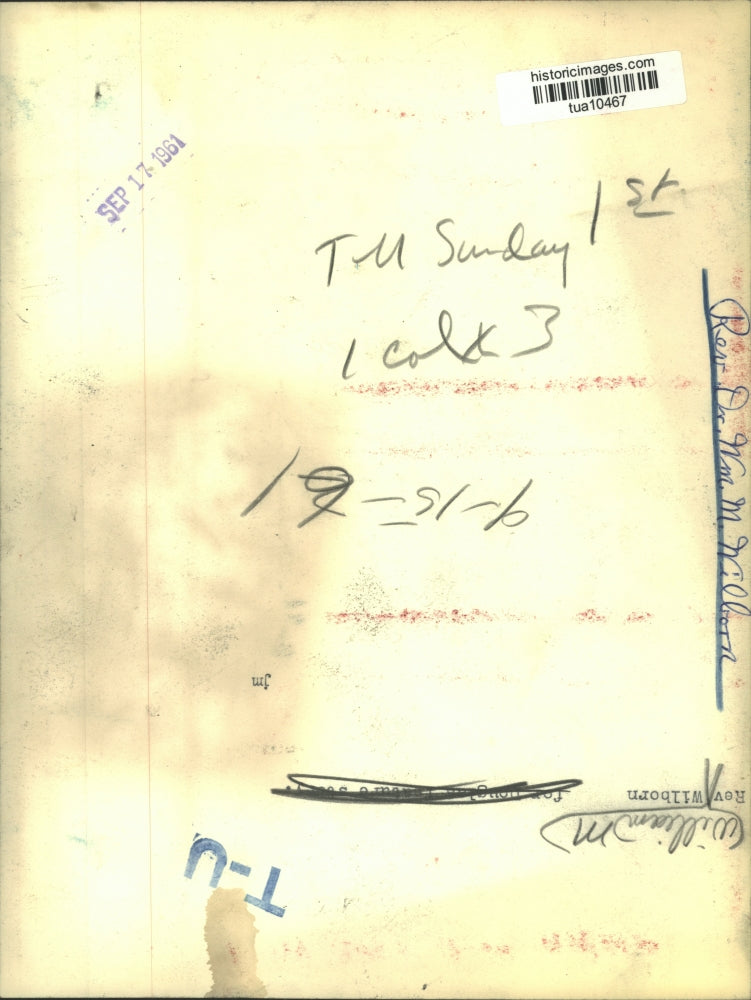 historicimages.com
tua10467
SEP 17 1961
1st
T-U Sunday
1 col x 3
9-15-61
Rev. Dr. Wm. M. Wilborn
jm
Rev Wilborn
William M
T-U